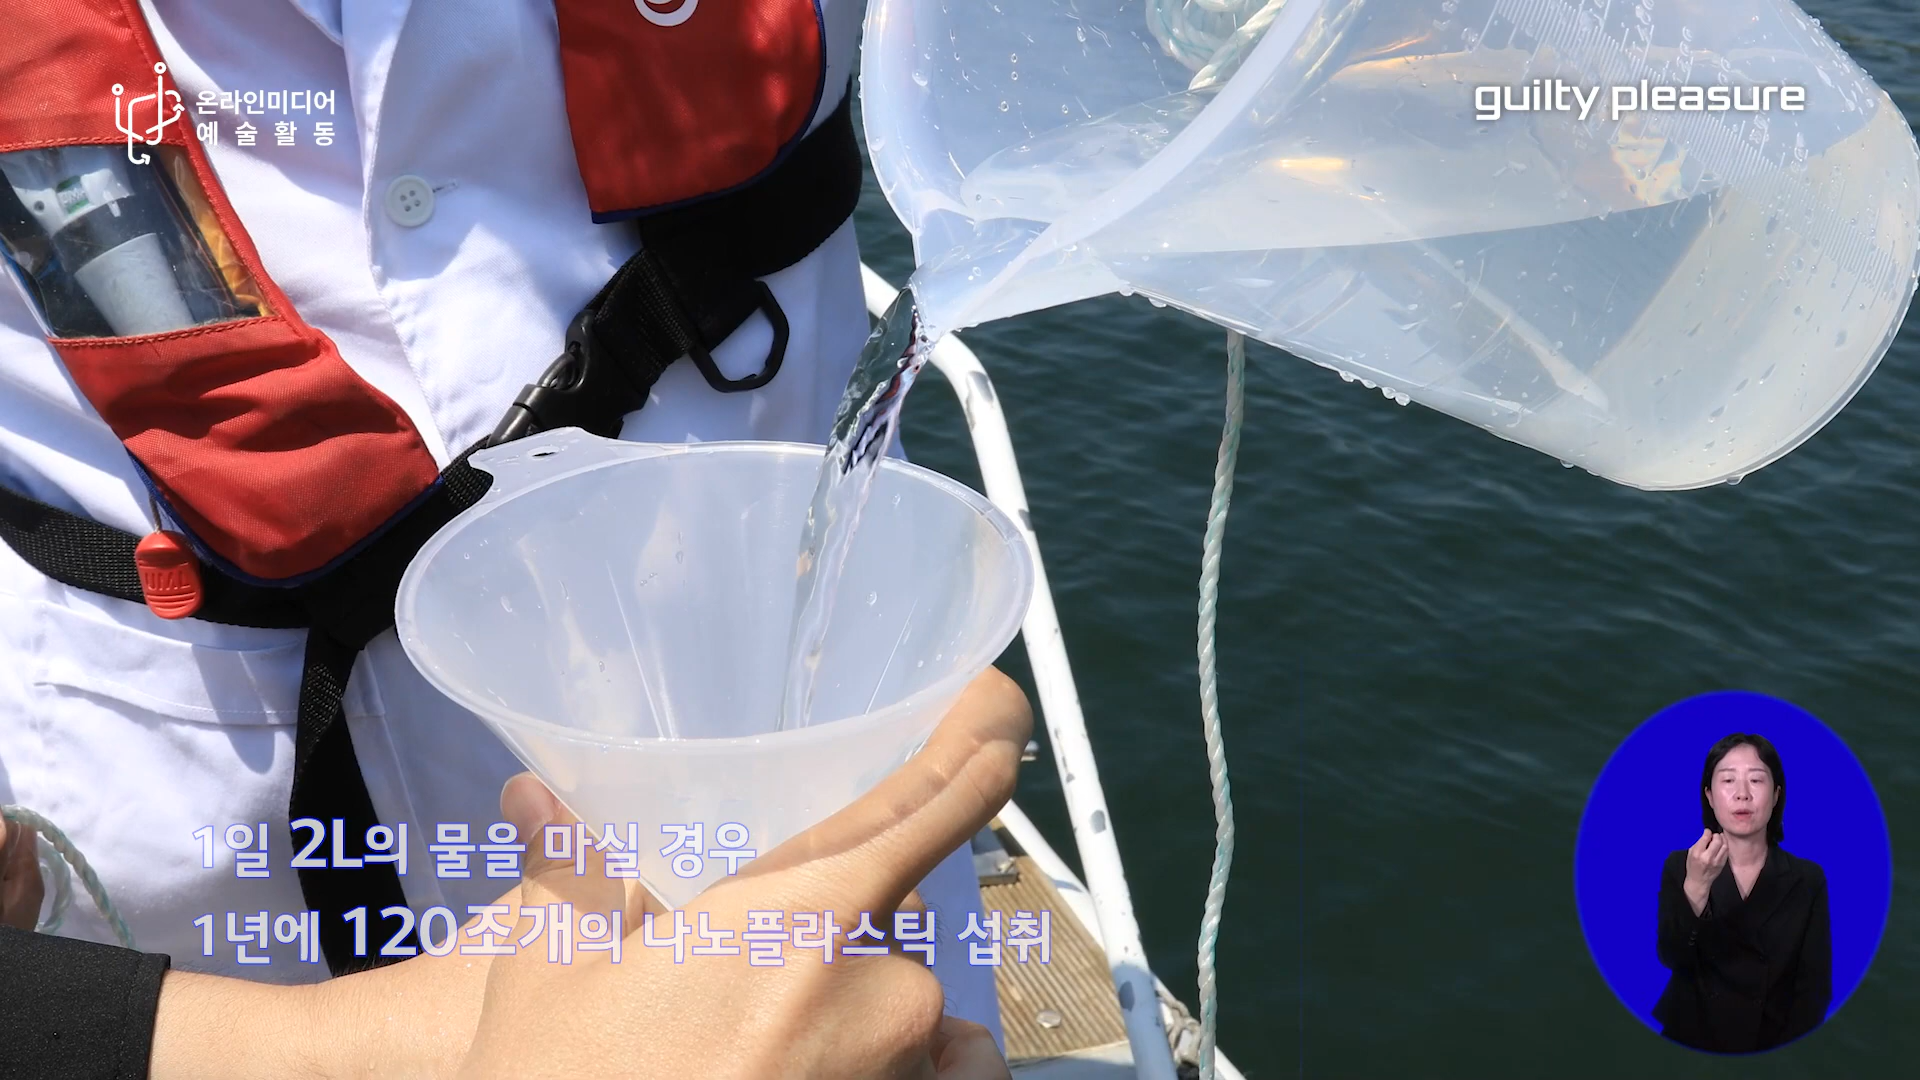 온라인미디어
예술활동
guilty pleasure
UML
1일 2L의 물을 마실 경우
1년에 120조개의 나노플라스틱 섭취